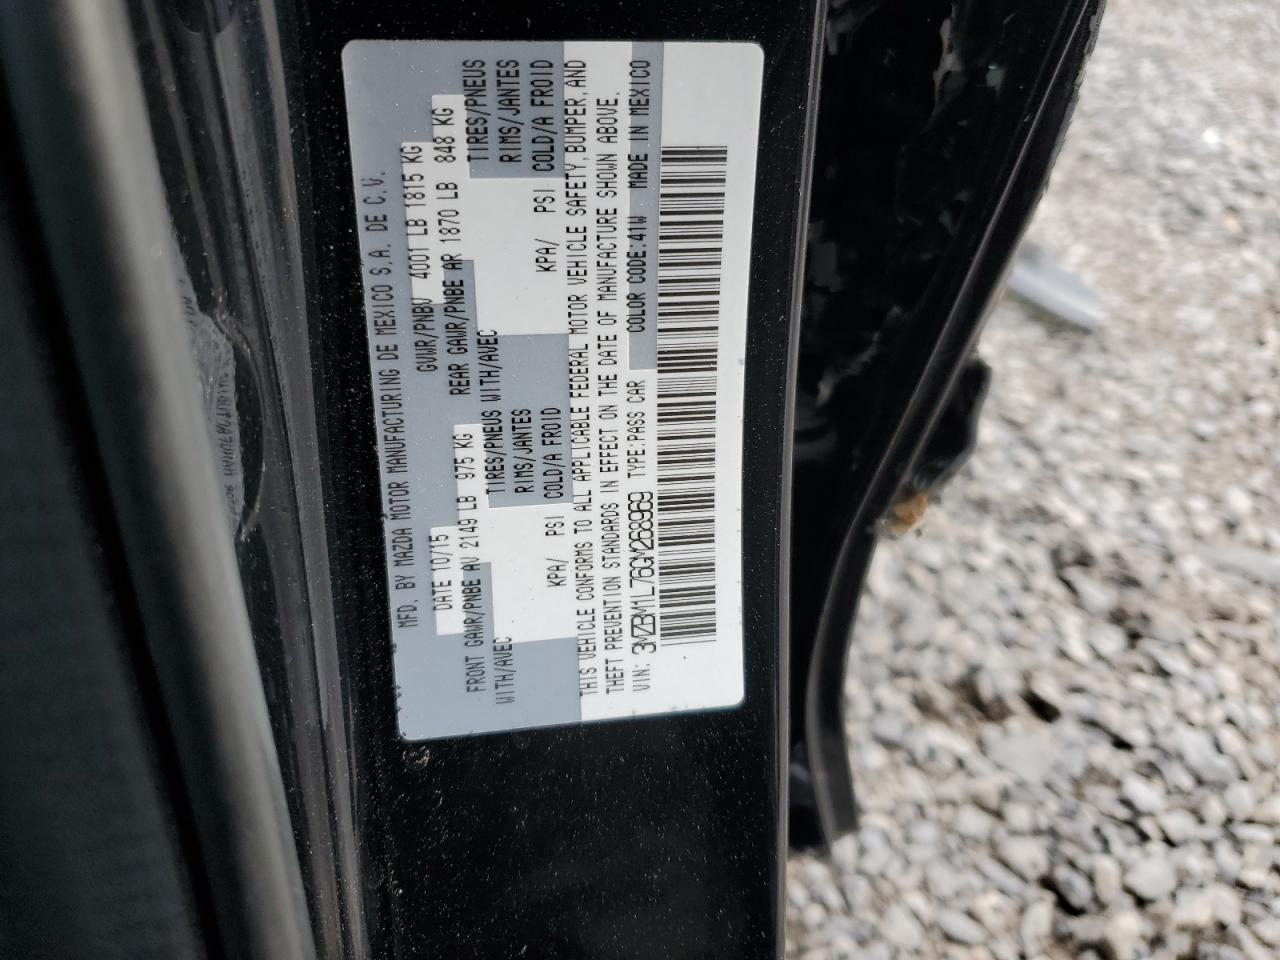 MFD. BY MAZDA MOTOR MANUFACTURING DE MEXICO S.A. DE C.V.
DATE 10/15 GVWR/PNBV 4001 LB 1815 KG
FRONT GAWR/PNBE AV 2149 LB 975 KG REAR GAWR/PNBE AR 1870 LB 848 KG
WITH/AVEC TIRES/PNEUS WITH/AVEC TIRES/PNEUS
RIMS/JANTES RIMS/JANTES
KPA/ PSI COLD/A FROID KPA/ PSI COLD/A FROID
THIS VEHICLE CONFORMS TO ALL APPLICABLE FEDERAL MOTOR VEHICLE SAFETY, BUMPER, AND
THEFT PREVENTION STANDARDS IN EFFECT ON THE DATE OF MANUFACTURE SHOWN ABOVE.
VIN: 3MZBM1L76GM268969 TYPE: PASS CAR COLOR CODE: 41W MADE IN MEXICO